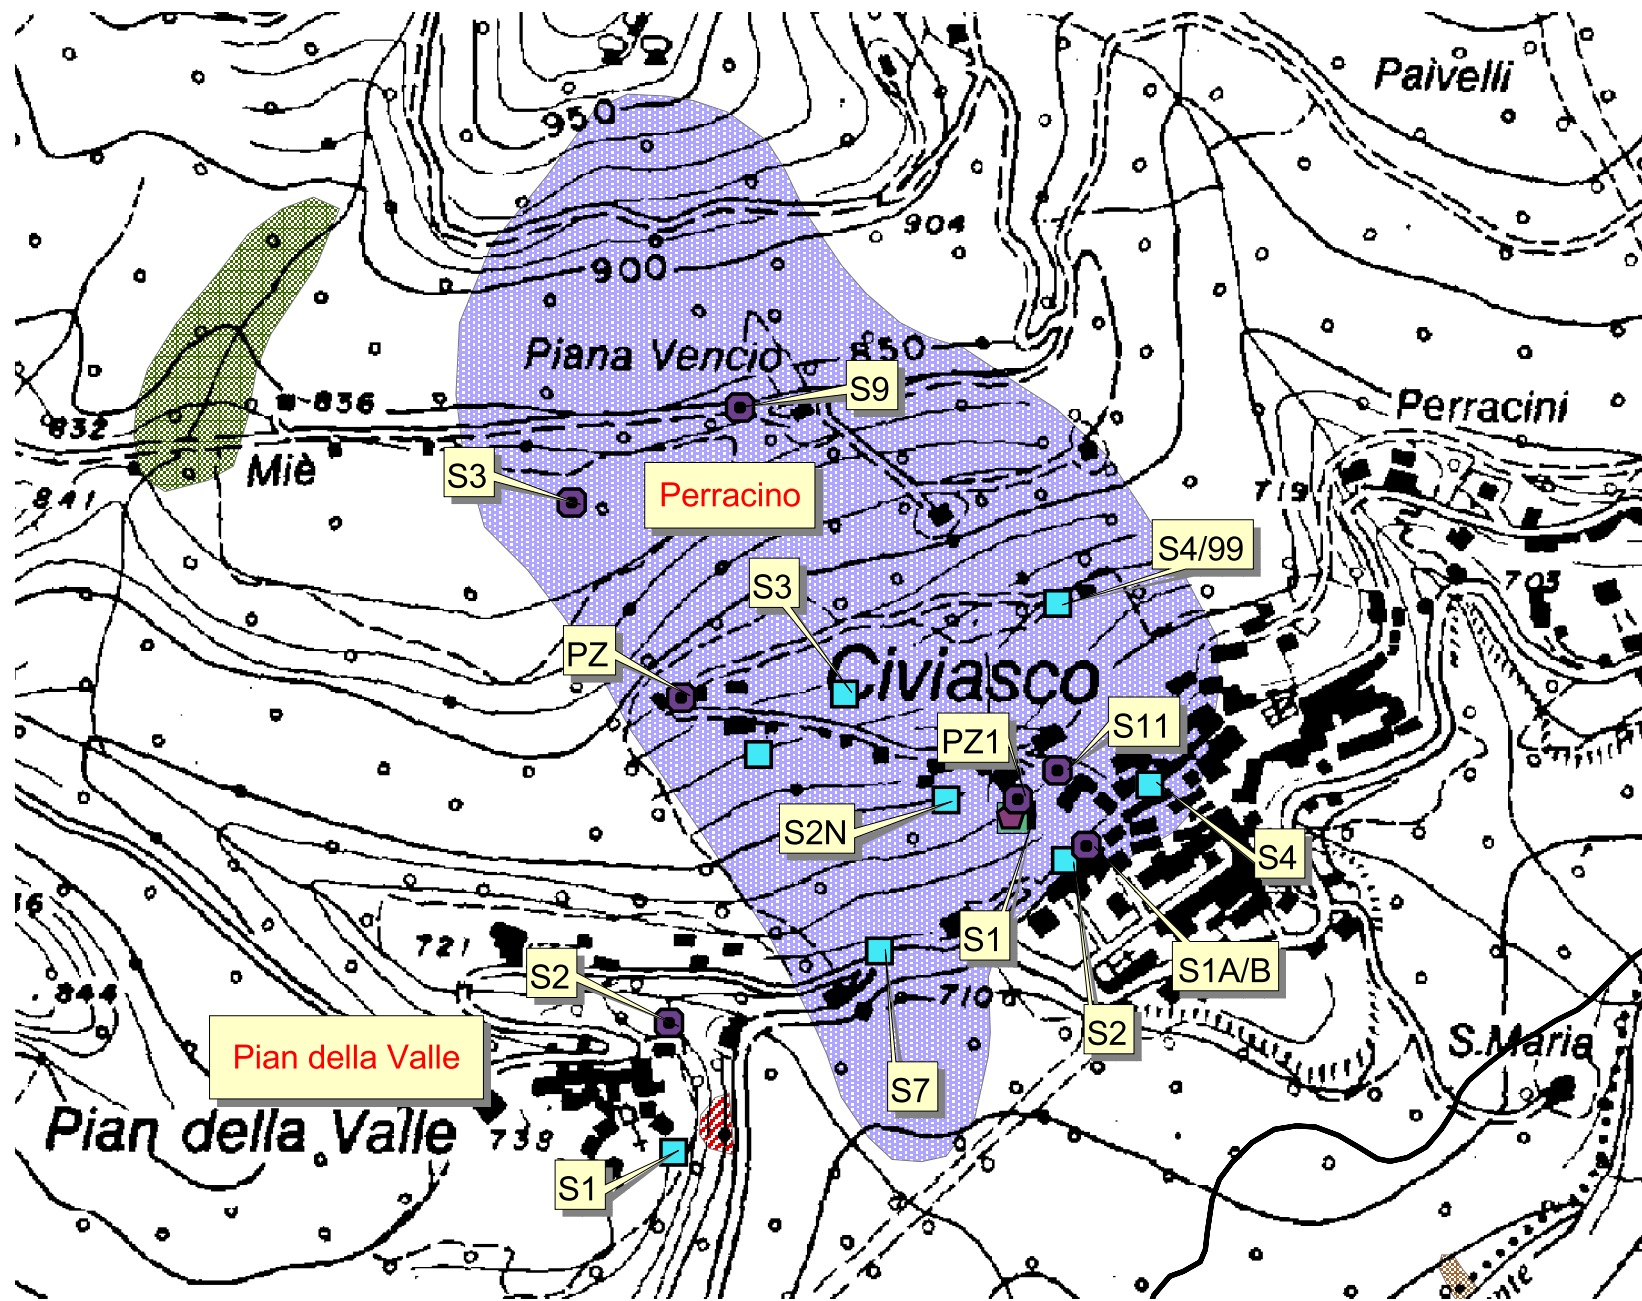 Paivelli
950
904
900
Piana Vencio
850
S9
836
832
Perracini
Miè
S3
Perracino
841
719
S4/99
S3
703
PZ
Civiasco
PZ1
S11
S2N
S4
S1
721
S2
S1A/B
844
710
S2
Pian della Valle
S.Maria
S7
Pian della Valle
738
S1